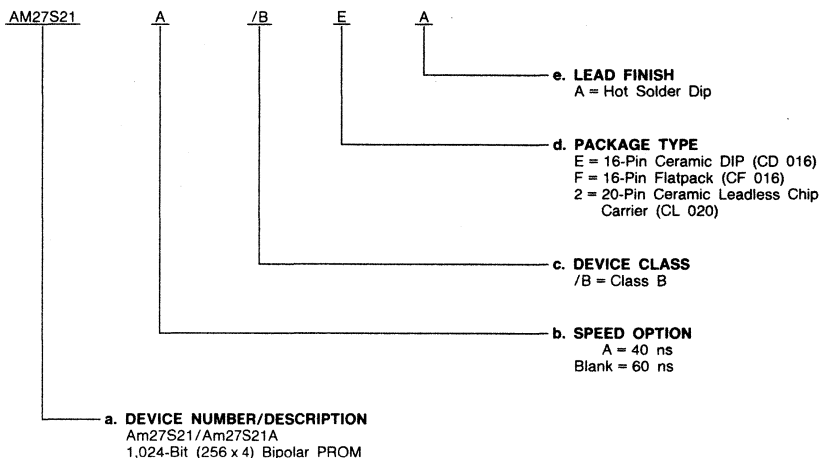 AM27S21 A /B E A
e. LEAD FINISH
A = Hot Solder Dip
d. PACKAGE TYPE
E = 16-Pin Ceramic DIP (CD 016)
F = 16-Pin Flatpack (CF 016)
2 = 20-Pin Ceramic Leadless Chip
Carrier (CL 020)
c. DEVICE CLASS
/B = Class B
b. SPEED OPTION
A = 40 ns
Blank = 60 ns
a. DEVICE NUMBER/DESCRIPTION
Am27S21/Am27S21A
1,024-Bit (256 x 4) Bipolar PROM